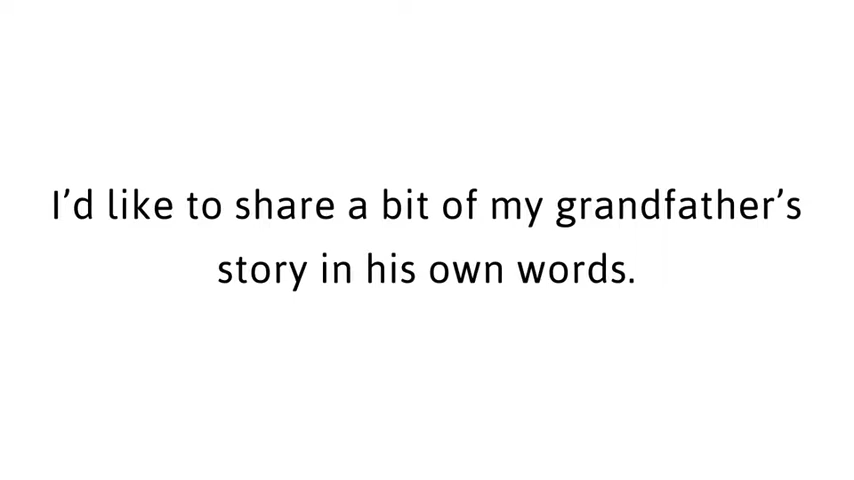 I’d like to share a bit of my grandfather’s
story in his own words.